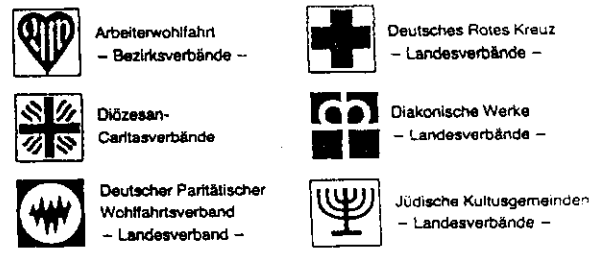 Arbeiterwohlfahrt
– Bezirksverbände –
Deutsches Rotes Kreuz
– Landesverbände –
Diözesan-
Caritasverbände
Diakonische Werke
– Landesverbände –
Deutscher Paritätischer
Wohlfahrtsverband
– Landesverband –
Jüdische Kultusgemeinden
– Landesverbände –